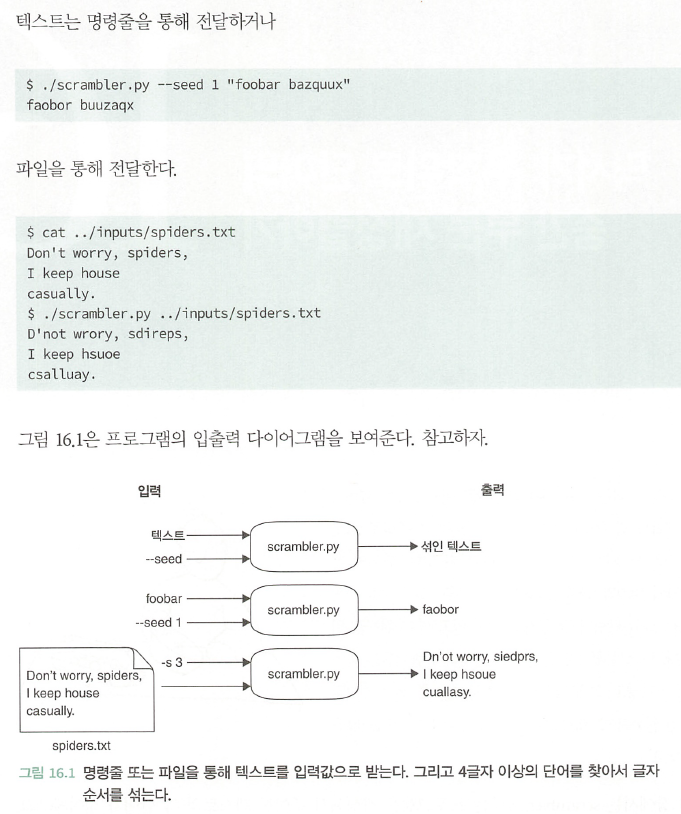 텍스트는 명령줄을 통해 전달하거나
$ ./scrambler.py --seed 1 "foobar bazquux"
faobor buuzaqx
파일을 통해 전달한다.
$ cat ../inputs/spiders.txt
Don't worry, spiders,
I keep house
casually.
$ ./scrambler.py ../inputs/spiders.txt
D'not wrory, sdireps,
I keep hsuoe
csalluay.
그림 16.1은 프로그램의 입출력 다이어그램을 보여준다. 참고하자.
입력
출력
텍스트
--seed
scrambler.py
섞인 텍스트
foobar
--seed 1
scrambler.py
faobor
Don't worry, spiders,
I keep house
casually.
spiders.txt
-s 3
scrambler.py
Dn'ot worry, siedprs,
I keep hsoue
cuallasy.
그림 16.1 명령줄 또는 파일을 통해 텍스트를 입력값으로 받는다. 그리고 4글자 이상의 단어를 찾아서 글자
순서를 섞는다.